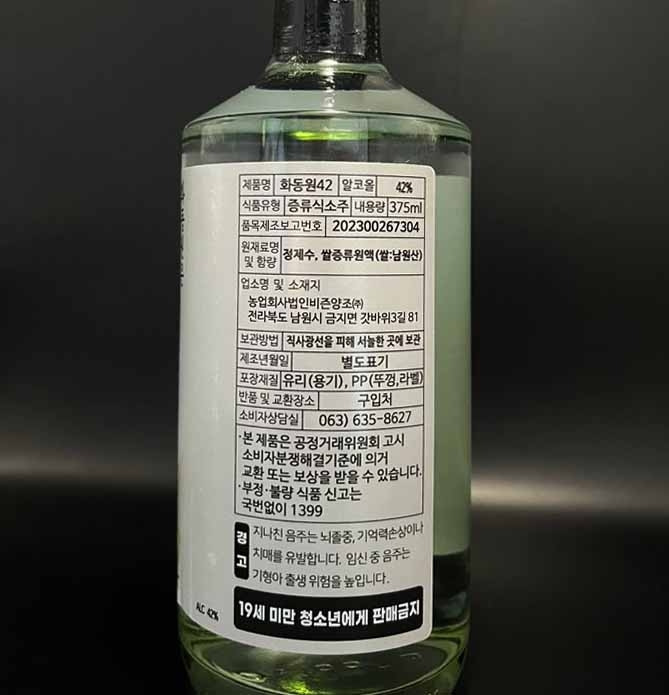 제품명 화동원42 알코올 42%
식품유형 증류식소주 내용량 375ml
품목제조보고번호 202300267304
원재료명 및 함량 정제수, 쌀증류원액(쌀:남원산)
업소명 및 소재지
농업회사법인비즌양조㈜
전라북도 남원시 금지면 갓바위3길 81
보관방법 직사광선을 피해 서늘한 곳에 보관
제조년월일 별도표기
포장재질 유리(용기), PP(뚜껑,라벨)
반품 및 교환장소 구입처
소비자상담실 063) 635-8627
·본 제품은 공정거래위원회 고시
소비자분쟁해결기준에 의거
교환 또는 보상을 받을 수 있습니다.
·부정·불량 식품 신고는
국번없이 1399
경고 지나친 음주는 뇌졸중, 기억력손상이나
치매를 유발합니다. 임신 중 음주는
기형아 출생 위험을 높입니다.
ALC 42%
19세 미만 청소년에게 판매금지